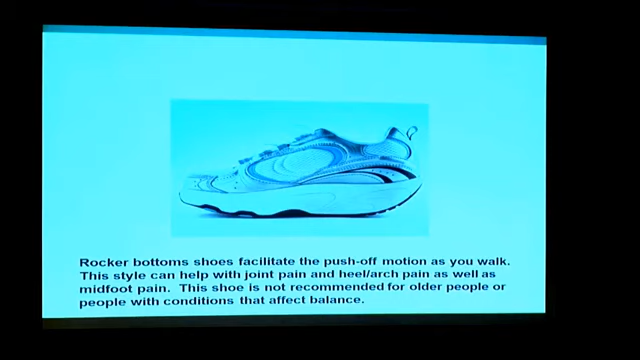 Rocker bottoms shoes facilitate the push-off motion as you walk.
This style can help with joint pain and heel/arch pain as well as
midfoot pain.  This shoe is not recommended for older people or
people with conditions that affect balance.